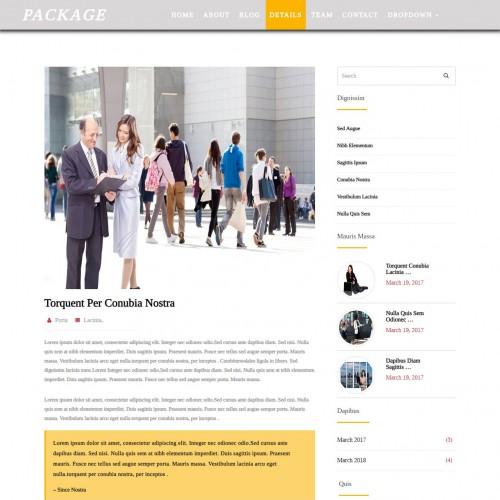 PACKAGE
HOME ABOUT BLOG DETAILS TEAM CONTACT DROPDOWN
Search
Dignissim
Sed Augue
Nibh Elementum
Sagittis Ipsum
Conubia Nostra
Vestibulum Lacinia
Nulla Quis Sem
Mauris Massa
Torquent Conubia
Lacinia ...
March 19, 2017
Nulla Quis Sem
Odionec ...
March 19, 2017
Dapibus Diam
Sagittis ...
March 19, 2017
Dapibus
March 2017 (3)
March 2018 (4)
Quis
Torquent Per Conubia Nostra
Porta Lacinia,
Lorem ipsum dolor sit amet, consectetur adipiscing elit. Integer nec odionec odio.Sed cursus ante dapibus diam. Sed nisi. Nulla
quis sem at nibh elementum imperdiet. Duis sagittis ipsum. Praesent mauris. Fusce nec tellus sed augue semper porta. Mauris
massa. Vestibulum lacinia arcu eget nulla.torquent per conubia nostra, per inceptos . Curabitursodales ligula in libero. Sed
dignissim lacinia nunc Lorem ipsum dolor sit amet, consectetur adipiscing elit. Integer nec odionec odio.Sed cursus ante
dapibus diam. Sed nisi. Nulla quis sem at nibh elementum imperdiet. Duis sagittis ipsum. Praesent mauris. Fusce nec tellus sed
augue semper porta. Mauris massa.
Lorem ipsum dolor sit amet, consectetur adipiscing elit. Integer nec odionec odio.Sed cursus ante dapibus diam. Sed nisi. Nulla
quis sem at nibh elementum imperdiet. Duis sagittis ipsum. Praesent mauris. Fusce nec tellus sed augue semper porta. Mauris
massa. Vestibulum lacinia arcu eget nulla.torquent per conubia nostra, per inceptos .
Lorem ipsum dolor sit amet, consectetur adipiscing elit. Integer nec odionec odio.Sed cursus ante
dapibus diam. Sed nisi. Nulla quis sem at nibh elementum imperdiet. Duis sagittis ipsum. Praesent
mauris. Fusce nec tellus sed augue semper porta. Mauris massa. Vestibulum lacinia arcu eget
nulla.torquent per conubia nostra, per inceptos .
– Since Nostra